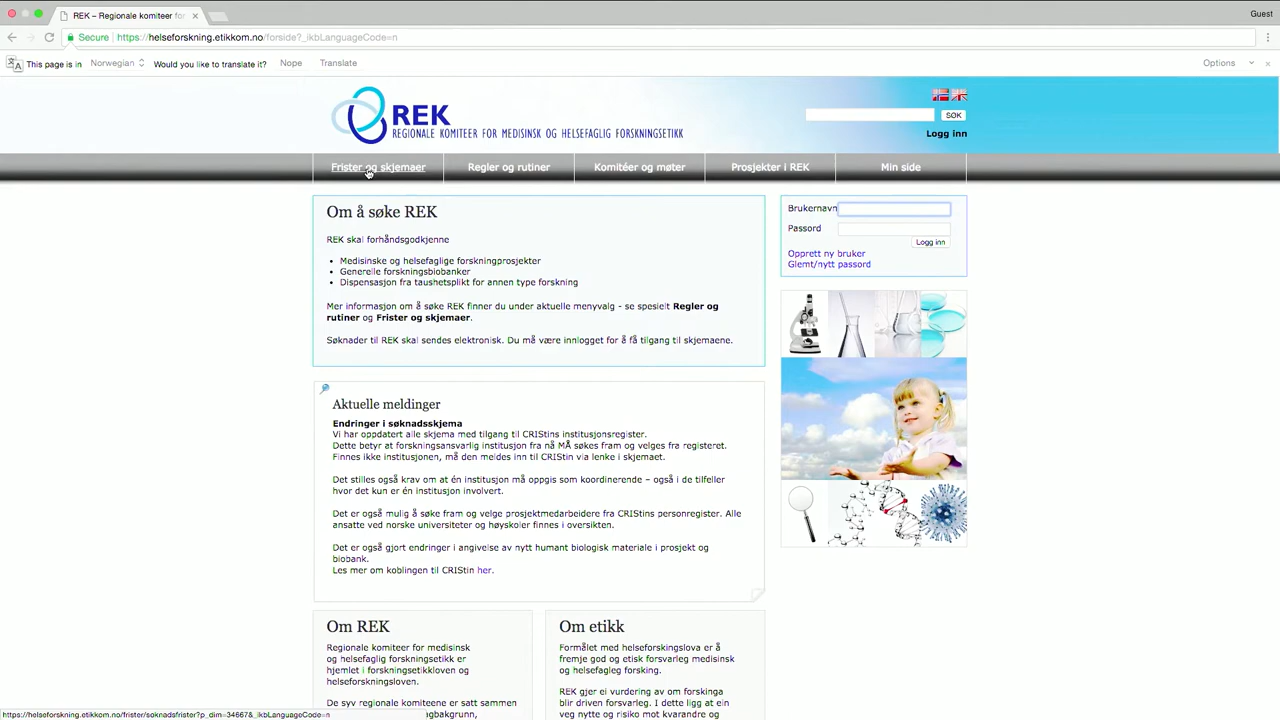 REK – Regionale komiteer for
Guest
Secure https://helseforskning.etikkom.no/forside?_ikbLanguageCode=n
This page is in Norwegian Would you like to translate it? Nope Translate Options
REK
REGIONALE KOMITEER FOR MEDISINSK OG HELSEFAGLIG FORSKNINGSETIKK
SØK
Logg inn
Frister og skjemaer Regler og rutiner Komitéer og møter Prosjekter i REK Min side
Om å søke REK
REK skal forhåndsgodkjenne
• Medisinske og helsefaglige forskningprosjekter
• Generelle forskningsbiobanker
• Dispensasjon fra taushetsplikt for annen type forskning
Mer informasjon om å søke REK finner du under aktuelle menyvalg - se spesielt Regler og
rutiner og Frister og skjemaer.
Søknader til REK skal sendes elektronisk. Du må være innlogget for å få tilgang til skjemaene.
Brukernavn
Passord
Logg inn
Opprett ny bruker
Glemt/nytt passord
Aktuelle meldinger
Endringer i søknadsskjema
Vi har oppdatert alle skjema med tilgang til CRIStins institusjonsregister.
Dette betyr at forskningsansvarlig institusjon fra nå MÅ søkes fram og velges fra registeret.
Finnes ikke institusjonen, må den meldes inn til CRIStin via lenke i skjemaet.
Det stilles også krav om at én institusjon må oppgis som koordinerende – også i de tilfeller
hvor det kun er én institusjon involvert.
Det er også mulig å søke fram og velge prosjektmedarbeidere fra CRIStins personregister. Alle
ansatte ved norske universiteter og høyskoler finnes i oversikten.
Det er også gjort endringer i angivelse av nytt humant biologisk materiale i prosjekt og
biobank.
Les mer om koblingen til CRIStin her.
Om REK
Regionale komiteer for medisinsk
og helsefaglig forskningsetikk er
hjemlet i forskningsetikkloven og
helseforskningsloven.
De syv regionale komiteene er satt sammen,
agbakgrunn,
Om etikk
Formålet med helseforskingslova er å
fremje god og etisk forsvarleg medisinsk
og helsefagleg forsking.
REK gjer ei vurdering av om forskinga
blir driven forsvarleg. I dette ligg at ein
veg nytte og risiko mot kvarandre og
https://helseforskning.etikkom.no/frister/soknadsfrister?p_dim=34667&_ikbLanguageCode=n